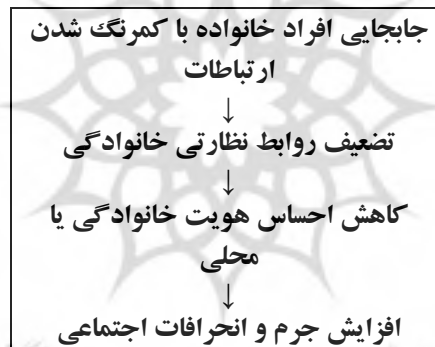 جابجایی افراد خانواده با کمرنگ شدن
ارتباطات
↓
تضعیف روابط نظارتی خانوادگی
↓
کاهش احساس هویت خانوادگی یا
محلی
↓
افزایش جرم و انحرافات اجتماعی